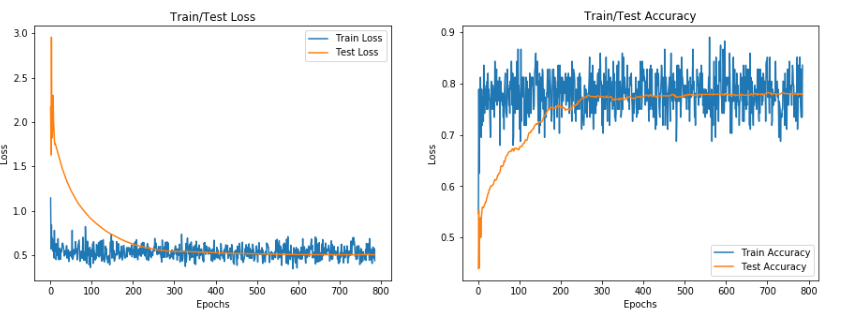 Train/Test Loss
3.0
2.5
2.0
1.5
1.0
0.5
Loss
0 100 200 300 400 500 600 700 800
Epochs
Train Loss
Test Loss
Train/Test Accuracy
0.9
0.8
0.7
0.6
0.5
Loss
0 100 200 300 400 500 600 700 800
Epochs
Train Accuracy
Test Accuracy